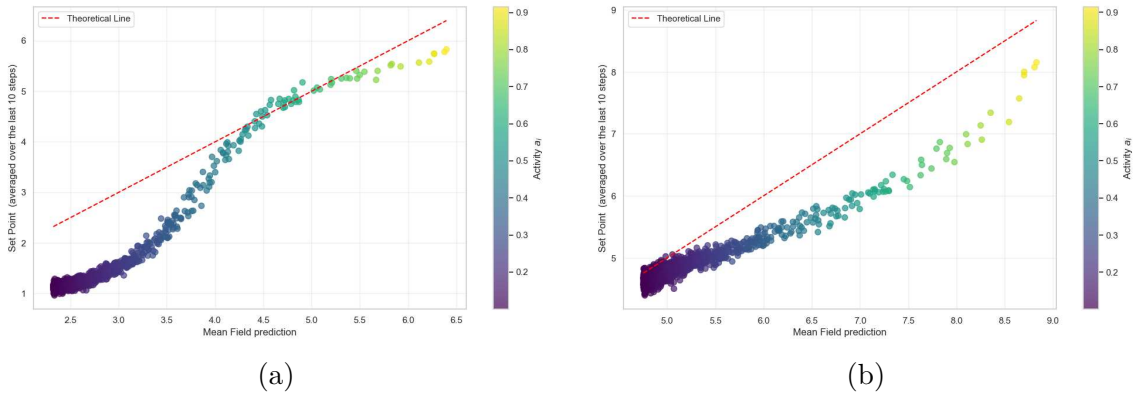 Theoretical Line
6
5
4
3
2
1
2.5 3.0 3.5 4.0 4.5 5.0 5.5 6.0 6.5
Mean Field prediction
Set Point (averaged over the last 10 steps)
0.9
0.8
0.7
0.6
0.5
0.4
0.3
0.2
Activity aᵢ
(a)
Theoretical Line
9
8
7
6
5
5.0 5.5 6.0 6.5 7.0 7.5 8.0 8.5 9.0
Mean Field prediction
Set Point (averaged over the last 10 steps)
0.9
0.8
0.7
0.6
0.5
0.4
0.3
0.2
Activity aᵢ
(b)